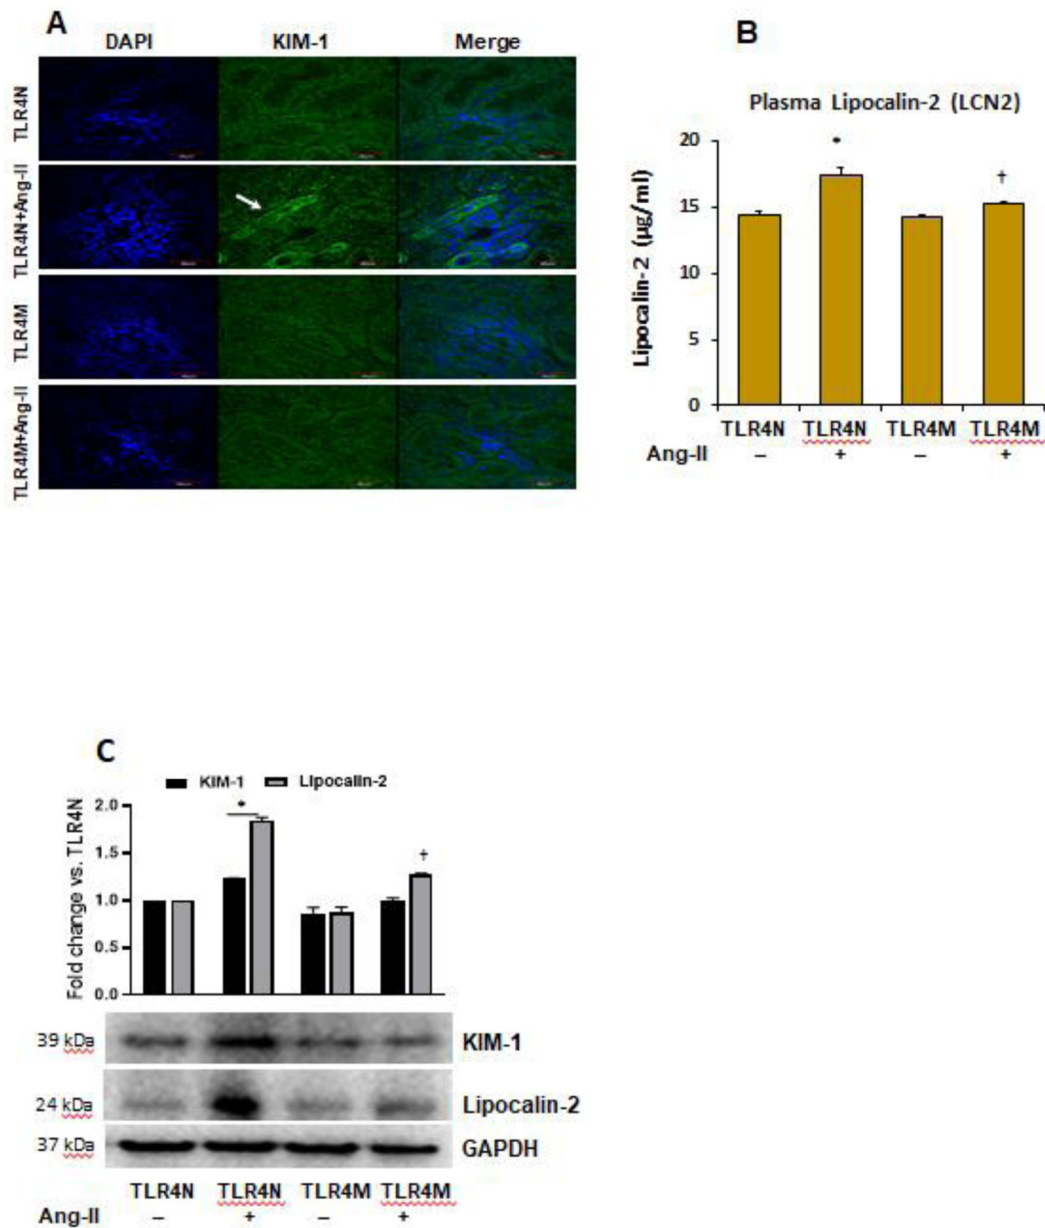 A
DAPI KIM-1 Merge
TLR4N
TLR4N+Ang-II
TLR4M
TLR4M+Ang-II
B
Plasma Lipocalin-2 (LCN2)
Lipocalin-2 (µg/ml)
20
*
†
15
10
5
0
TLR4N TLR4N TLR4M TLR4M
Ang-II – + – +
C
KIM-1 Lipocalin-2
Fold change vs. TLR4N
2.0
*
1.5
†
1.0
0.5
0.0
39 kDa KIM-1
24 kDa Lipocalin-2
37 kDa GAPDH
TLR4N TLR4N TLR4M TLR4M
Ang-II – + – +